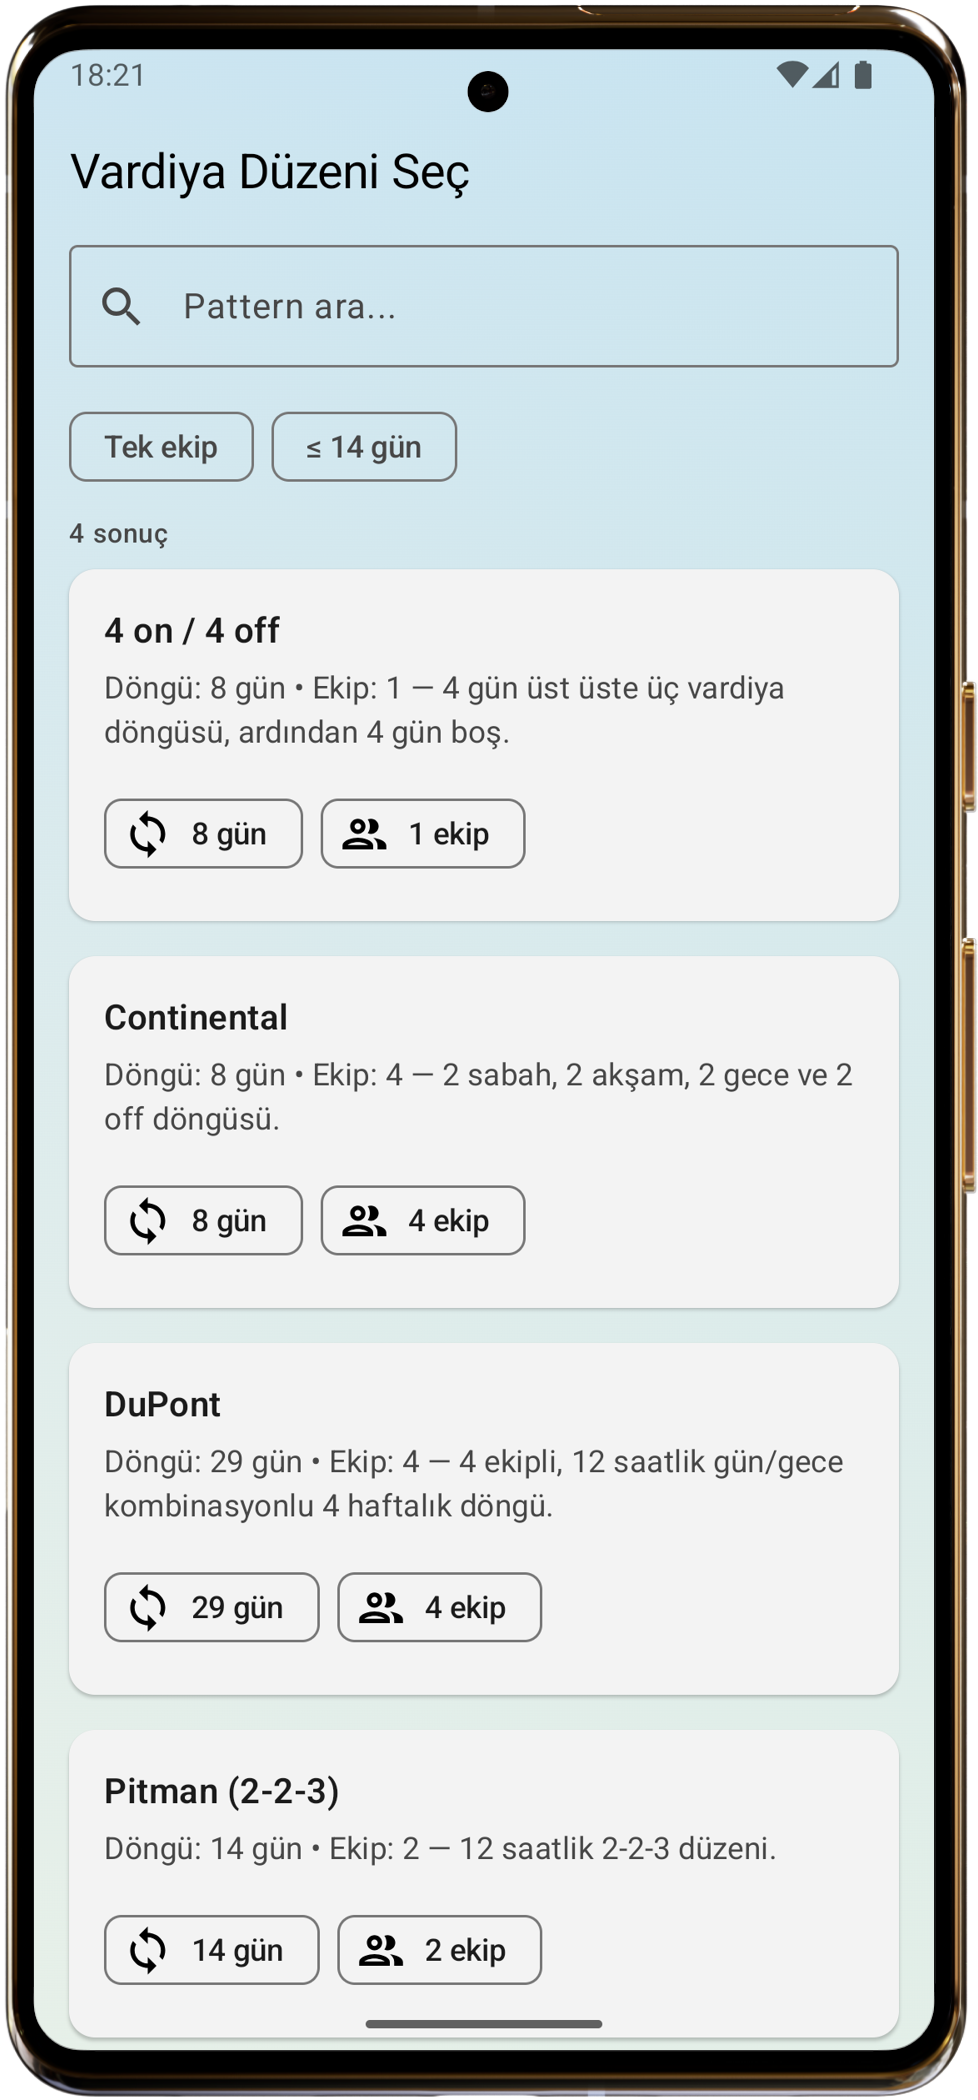 18:21
Vardiya Düzeni Seç
Pattern ara...
Tek ekip
≤ 14 gün
4 sonuç
4 on / 4 off
Döngü: 8 gün • Ekip: 1 — 4 gün üst üste üç vardiya
döngüsü, ardından 4 gün boş.
8 gün
1 ekip
Continental
Döngü: 8 gün • Ekip: 4 — 2 sabah, 2 akşam, 2 gece ve 2
off döngüsü.
8 gün
4 ekip
DuPont
Döngü: 29 gün • Ekip: 4 — 4 ekipli, 12 saatlik gün/gece
kombinasyonlu 4 haftalık döngü.
29 gün
4 ekip
Pitman (2-2-3)
Döngü: 14 gün • Ekip: 2 — 12 saatlik 2-2-3 düzeni.
14 gün
2 ekip